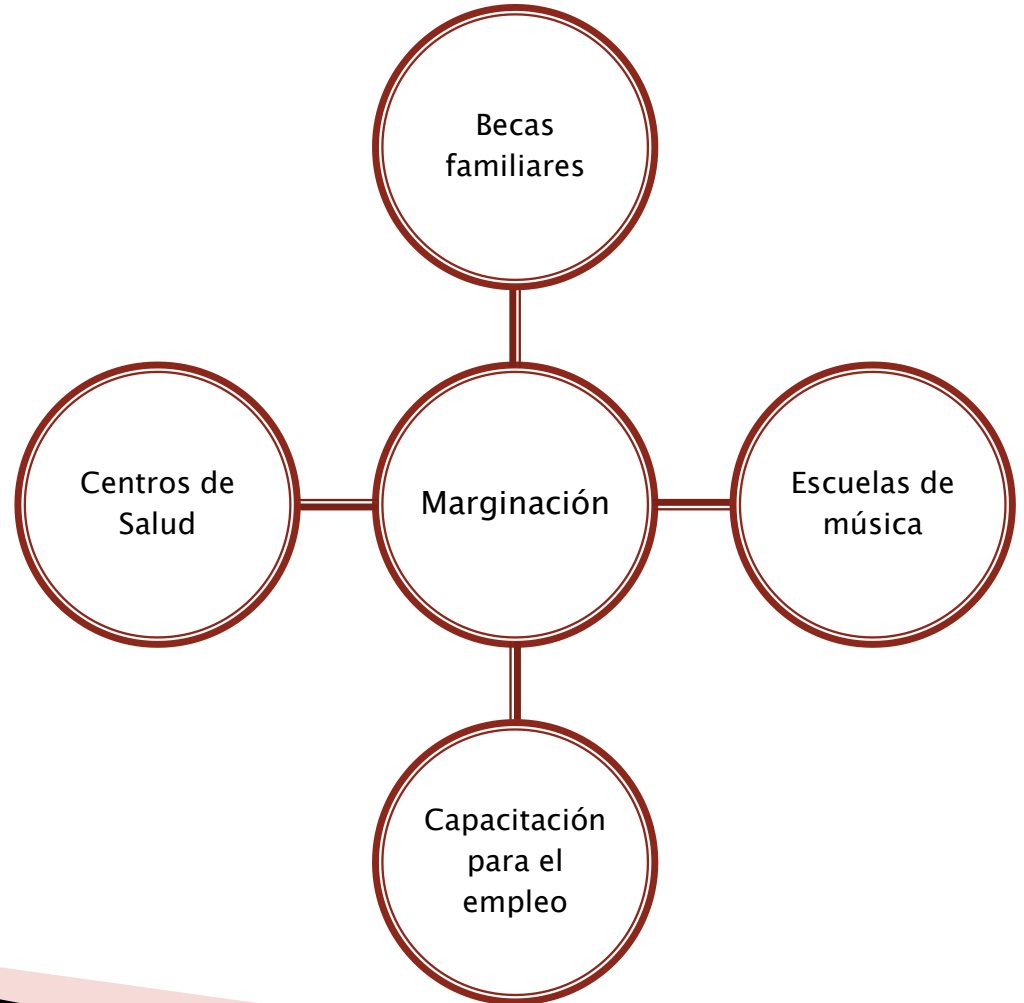 Becas
familiares
Centros de
Salud
Marginación
Escuelas de
música
Capacitación
para el
empleo